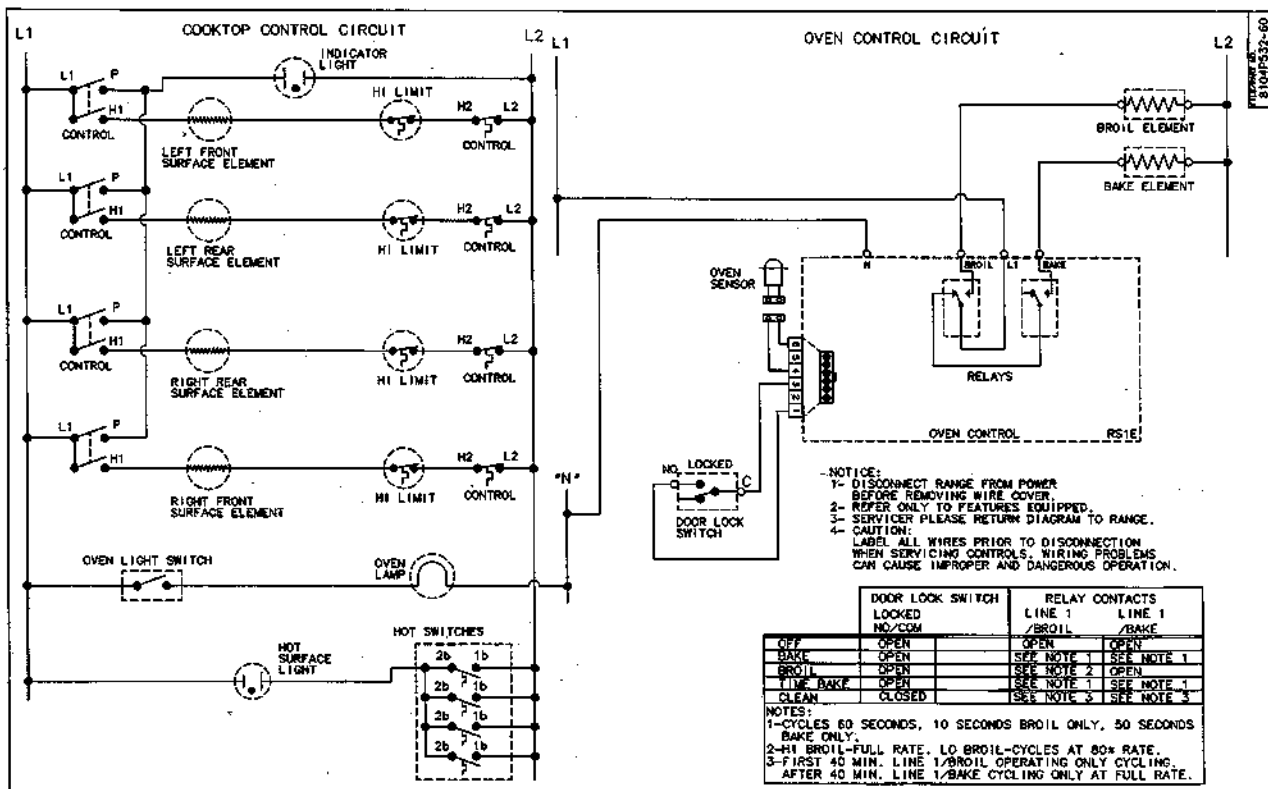 COOKTOP CONTROL CIRCUIT
L1
L2
L1
OVEN CONTROL CIRCUIT
L2
8104P532-60
INDICATOR
LIGHT
L1
P
H1
CONTROL
LEFT FRONT
SURFACE ELEMENT
HI LIMIT
H2
L2
CONTROL
BROIL ELEMENT
BAKE ELEMENT
L1
P
H1
CONTROL
LEFT REAR
SURFACE ELEMENT
HI LIMIT
H2
L2
CONTROL
OVEN
SENSOR
N
BROIL
L1
BAKE
L1
P
H1
CONTROL
RIGHT REAR
SURFACE ELEMENT
HI LIMIT
H2
L2
CONTROL
6
5
4
3
2
1
RELAYS
OVEN CONTROL
RS1E
L1
P
H1
RIGHT FRONT
SURFACE ELEMENT
HI LIMIT
H2
L2
CONTROL
"N"
NO
LOCKED
C
DOOR LOCK
SWITCH
NOTICE:
1- DISCONNECT RANGE FROM POWER
BEFORE REMOVING WIRE COVER.
2- REFER ONLY TO FEATURES EQUIPPED.
3- SERVICER PLEASE RETURN DIAGRAM TO RANGE.
4- CAUTION:
LABEL ALL WIRES PRIOR TO DISCONNECTION
WHEN SERVICING CONTROLS. WIRING PROBLEMS
CAN CAUSE IMPROPER AND DANGEROUS OPERATION.
OVEN LIGHT SWITCH
OVEN
LAMP
HOT
SURFACE
LIGHT
HOT SWITCHES
2b 1b
2b 1b
2b 1b
2b 1b
DOOR LOCK SWITCH RELAY CONTACTS
LOCKED LINE 1 LINE 1
NO/COM /BROIL /BAKE
OFF OPEN OPEN OPEN
BAKE OPEN SEE NOTE 1 SEE NOTE 1
BROIL OPEN SEE NOTE 2 OPEN
TIME BAKE OPEN SEE NOTE 1 SEE NOTE 1
CLEAN CLOSED SEE NOTE 3 SEE NOTE 3
NOTES:
1-CYCLES 60 SECONDS, 10 SECONDS BROIL ONLY, 50 SECONDS
BAKE ONLY.
2-HI BROIL-FULL RATE. LO BROIL-CYCLES AT 80% RATE.
3-FIRST 40 MIN. LINE 1/BROIL OPERATING ONLY CYCLING.
AFTER 40 MIN. LINE 1/BAKE CYCLING ONLY AT FULL RATE.